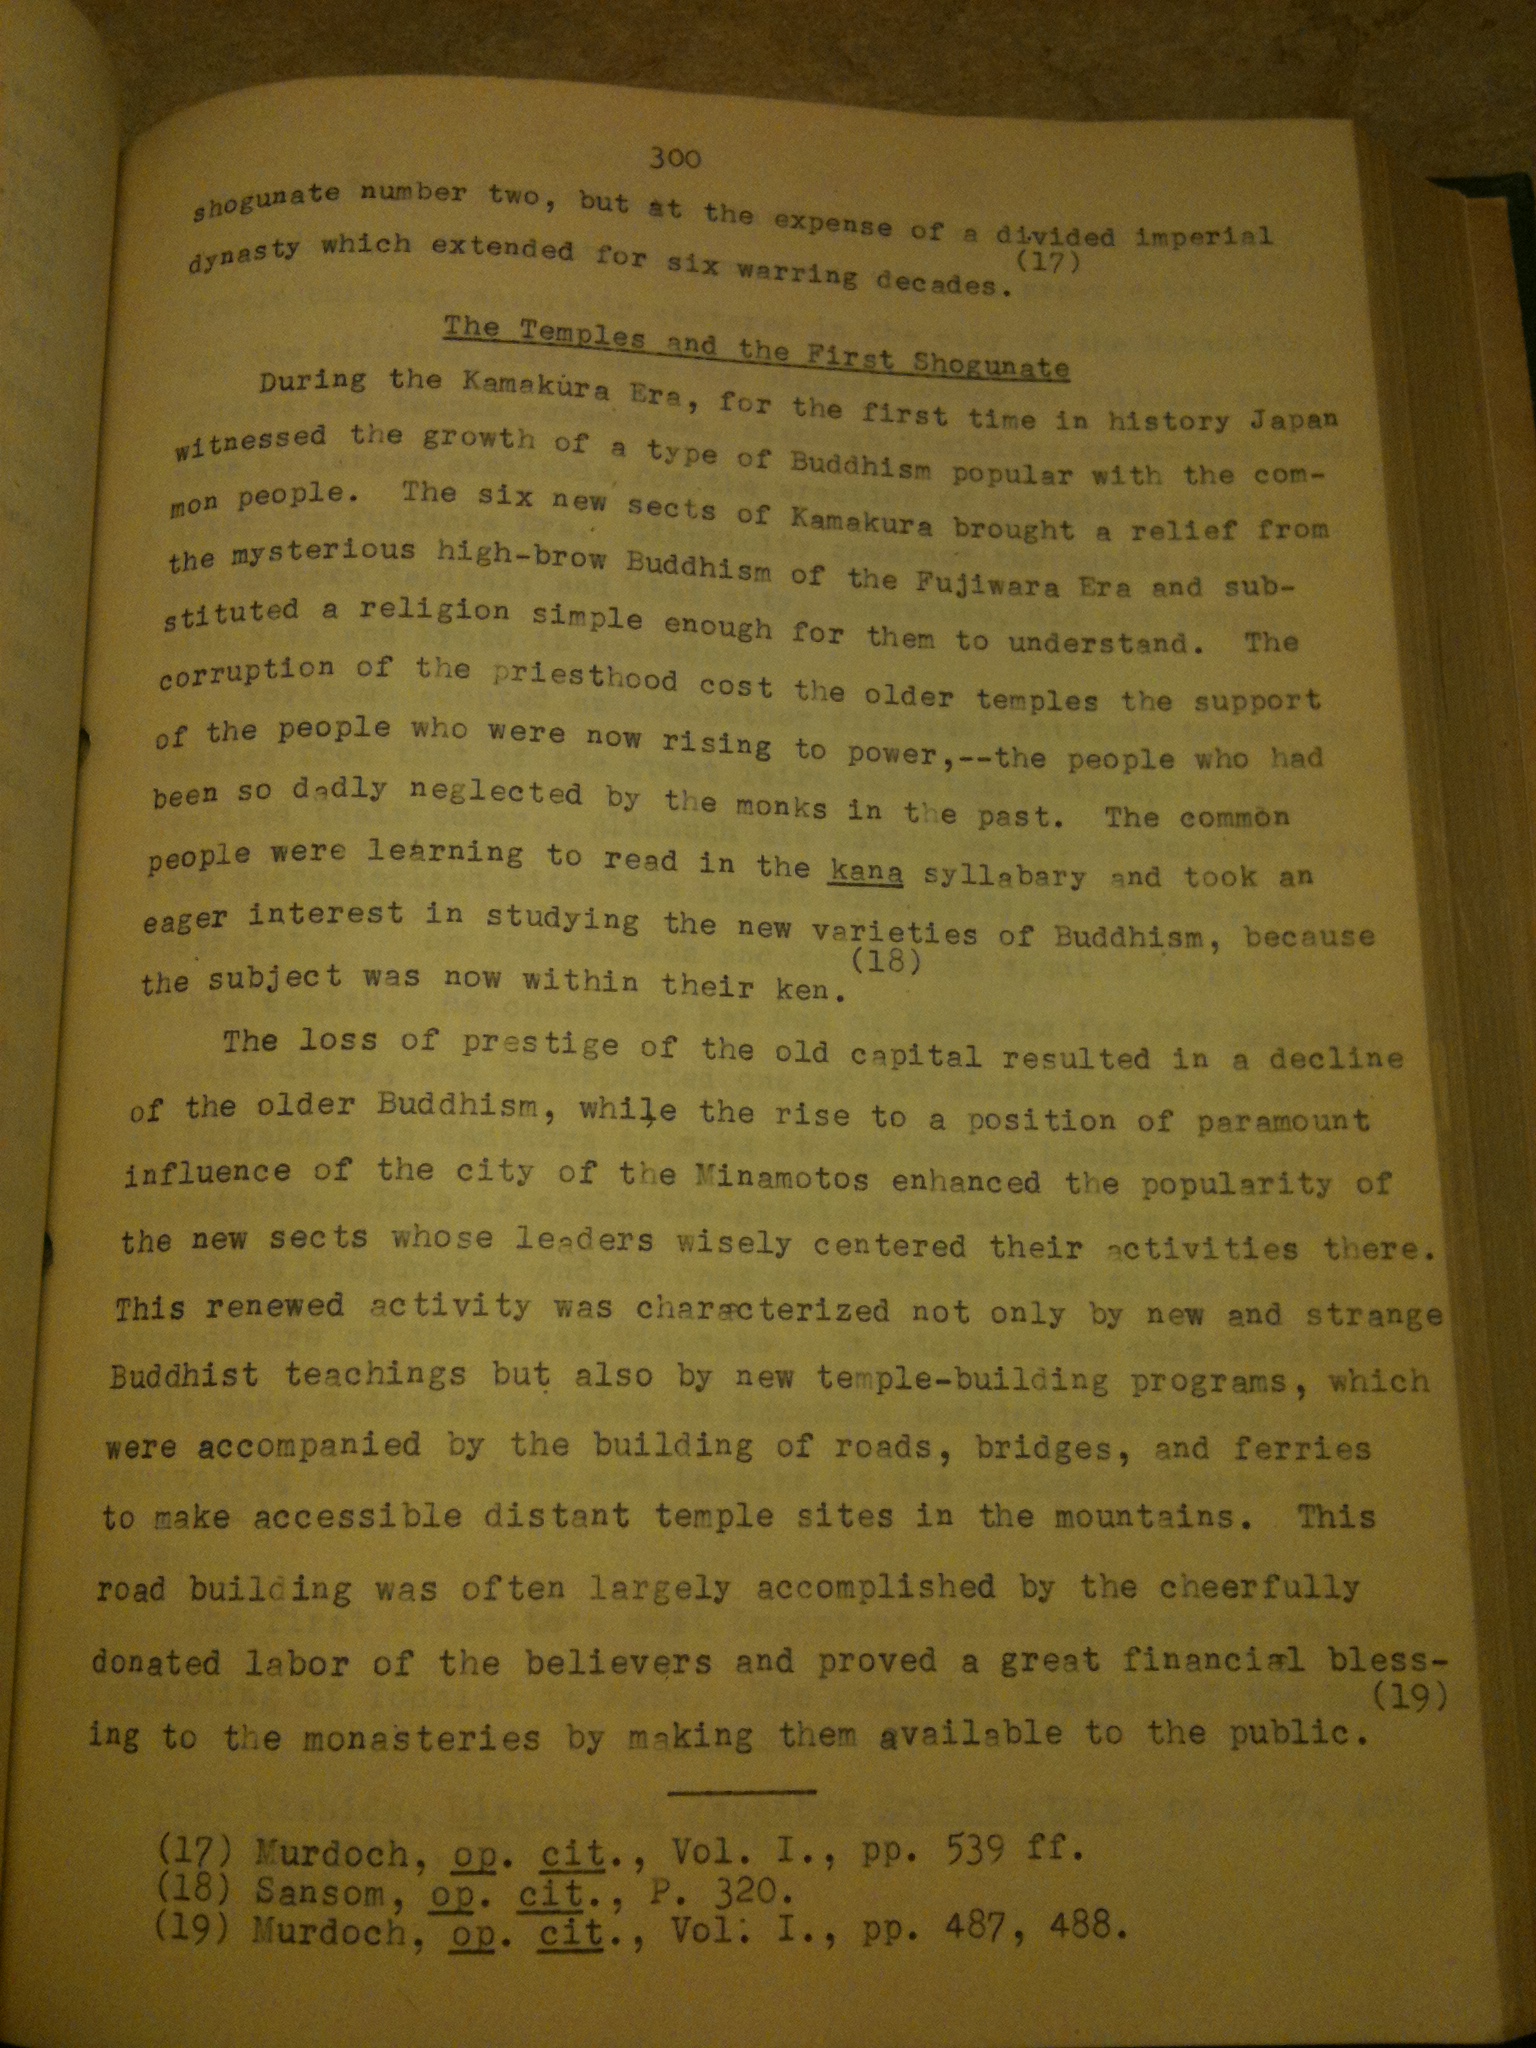 300
shogunate number two, but at the expense of a divided imperial
dynasty which extended for six warring decades.(17)
The Temples and the First Shogunate
During the Kamakura Era, for the first time in history Japan
witnessed the growth of a type of Buddhism popular with the com-
mon people. The six new sects of Kamakura brought a relief from
the mysterious high-brow Buddhism of the Fujiwara Era and sub-
stituted a religion simple enough for them to understand. The
corruption of the priesthood cost the older temples the support
of the people who were now rising to power,--the people who had
been so dadly neglected by the monks in the past. The common
people were learning to read in the kana syllabary and took an
eager interest in studying the new varieties of Buddhism, because
the subject was now within their ken.(18)
The loss of prestige of the old capital resulted in a decline
of the older Buddhism, while the rise to a position of paramount
influence of the city of the Minamotos enhanced the popularity of
the new sects whose leaders wisely centered their activities there.
This renewed activity was characterized not only by new and strange
Buddhist teachings but also by new temple-building programs, which
were accompanied by the building of roads, bridges, and ferries
to make accessible distant temple sites in the mountains. This
road building was often largely accomplished by the cheerfully
donated labor of the believers and proved a great financial bless-
ing to the monasteries by making them available to the public.(19)
(17) Murdoch, op. cit., Vol. I., pp. 539 ff.
(18) Sansom, op. cit., P. 320.
(19) Murdoch, op. cit., Vol. I., pp. 487, 488.